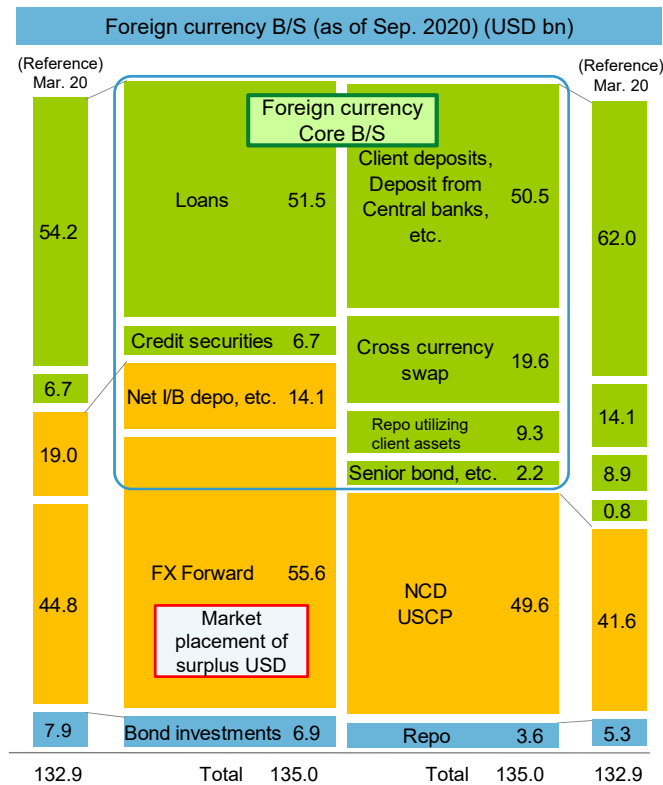 Foreign currency B/S (as of Sep. 2020) (USD bn)
(Reference)
Mar. 20
(Reference)
Mar. 20
Foreign currency
Core B/S
Loans 51.5
Client deposits,
Deposit from
Central banks,
etc.
50.5
54.2
62.0
Credit securities 6.7
Cross currency
swap
19.6
6.7
Net I/B depo, etc. 14.1
14.1
19.0
Repo utilizing
client assets
9.3
8.9
Senior bond, etc. 2.2
0.8
FX Forward 55.6
NCD
USCP
49.6
44.8
41.6
Market
placement of
surplus USD
7.9
Bond investments 6.9
Repo 3.6
5.3
132.9 Total 135.0 Total 135.0 132.9